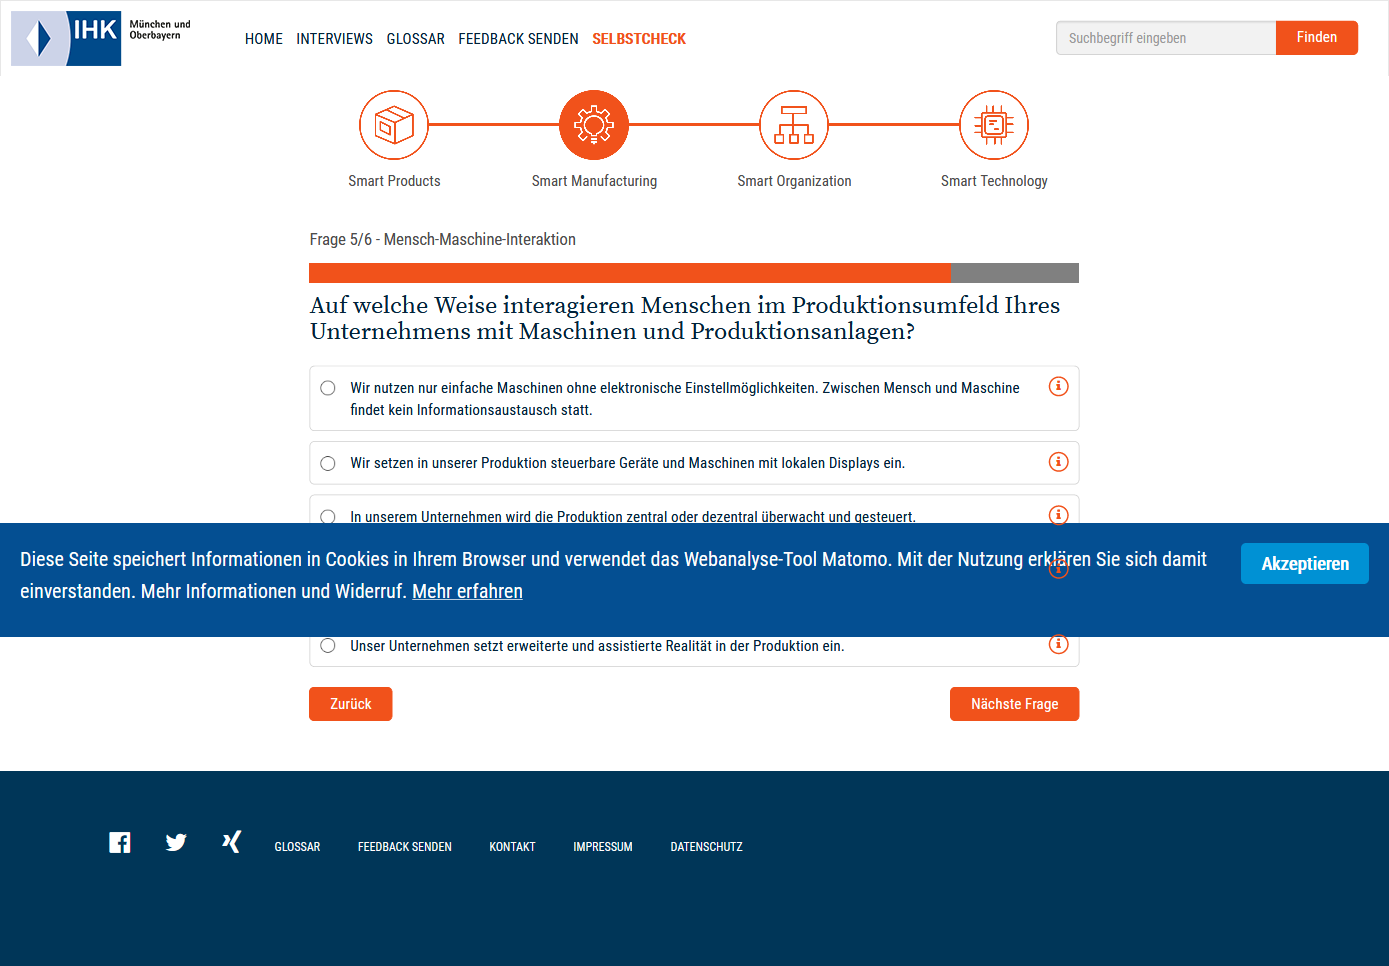 IHK München und
Oberbayern
HOME INTERVIEWS GLOSSAR FEEDBACK SENDEN SELBSTCHECK
Suchbegriff eingeben Finden
Smart Products Smart Manufacturing Smart Organization Smart Technology
Frage 5/6 - Mensch-Maschine-Interaktion
Auf welche Weise interagieren Menschen im Produktionsumfeld Ihres
Unternehmens mit Maschinen und Produktionsanlagen?
Wir nutzen nur einfache Maschinen ohne elektronische Einstellmöglichkeiten. Zwischen Mensch und Maschine
findet kein Informationsaustausch statt.
Wir setzen in unserer Produktion steuerbare Geräte und Maschinen mit lokalen Displays ein.
In unserem Unternehmen wird die Produktion zentral oder dezentral überwacht und gesteuert.
Diese Seite speichert Informationen in Cookies in Ihrem Browser und verwendet das Webanalyse-Tool Matomo. Mit der Nutzung erklären Sie sich damit
einverstanden. Mehr Informationen und Widerruf. Mehr erfahren
Akzeptieren
Unser Unternehmen setzt erweiterte und assistierte Realität in der Produktion ein.
Zurück Nächste Frage
GLOSSAR FEEDBACK SENDEN KONTAKT IMPRESSUM DATENSCHUTZ